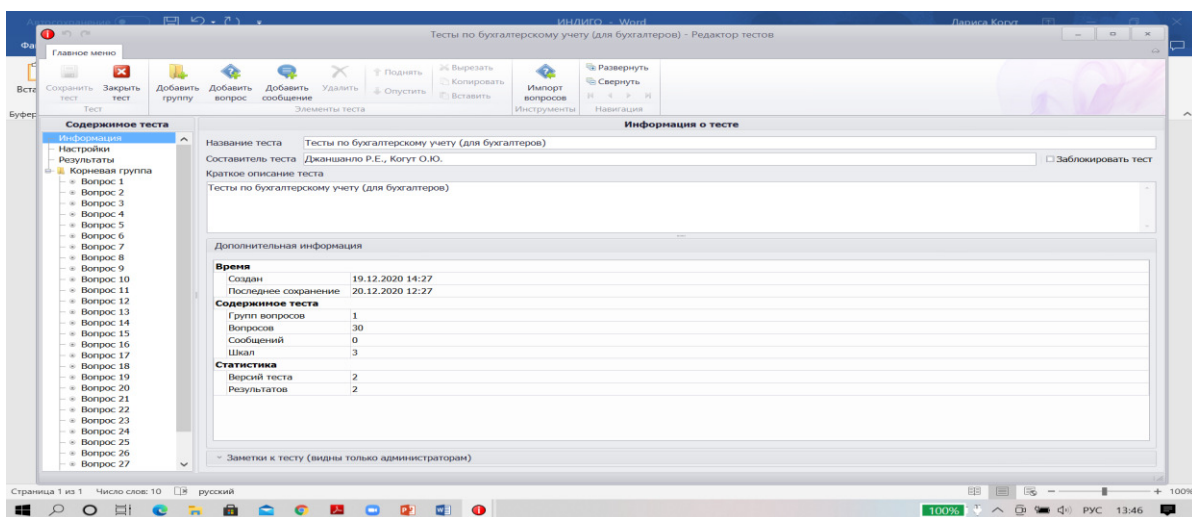 ИНДИГО - Word
Лариса Когут
Тесты по бухгалтерскому учету (для бухгалтеров) - Редактор тестов
Главное меню
Сохранить тест
Закрыть тест
Добавить группу
Добавить вопрос
Добавить сообщение
Удалить
Поднять
Опустить
Вырезать
Копировать
Вставить
Импорт вопросов
Развернуть
Свернуть
Тест
Элементы теста
Инструменты
Навигация
Содержимое теста
Информация
Настройки
Результаты
Корневая группа
Вопрос 1
Вопрос 2
Вопрос 3
Вопрос 4
Вопрос 5
Вопрос 6
Вопрос 7
Вопрос 8
Вопрос 9
Вопрос 10
Вопрос 11
Вопрос 12
Вопрос 13
Вопрос 14
Вопрос 15
Вопрос 16
Вопрос 17
Вопрос 18
Вопрос 19
Вопрос 20
Вопрос 21
Вопрос 22
Вопрос 23
Вопрос 24
Вопрос 25
Вопрос 26
Вопрос 27
Информация о тесте
Название теста Тесты по бухгалтерскому учету (для бухгалтеров)
Составитель теста Джаншанло Р.Е., Когут О.Ю.
Заблокировать тест
Краткое описание теста
Тесты по бухгалтерскому учету (для бухгалтеров)
Дополнительная информация
Время
Создан 19.12.2020 14:27
Последнее сохранение 20.12.2020 12:27
Содержимое теста
Групп вопросов 1
Вопросов 30
Сообщений 0
Шкал 3
Статистика
Версий теста 2
Результатов 2
Заметки к тесту (видны только администраторам)
Страница 1 из 1 Число слов: 10 русский
100%
100% РУС 13:46